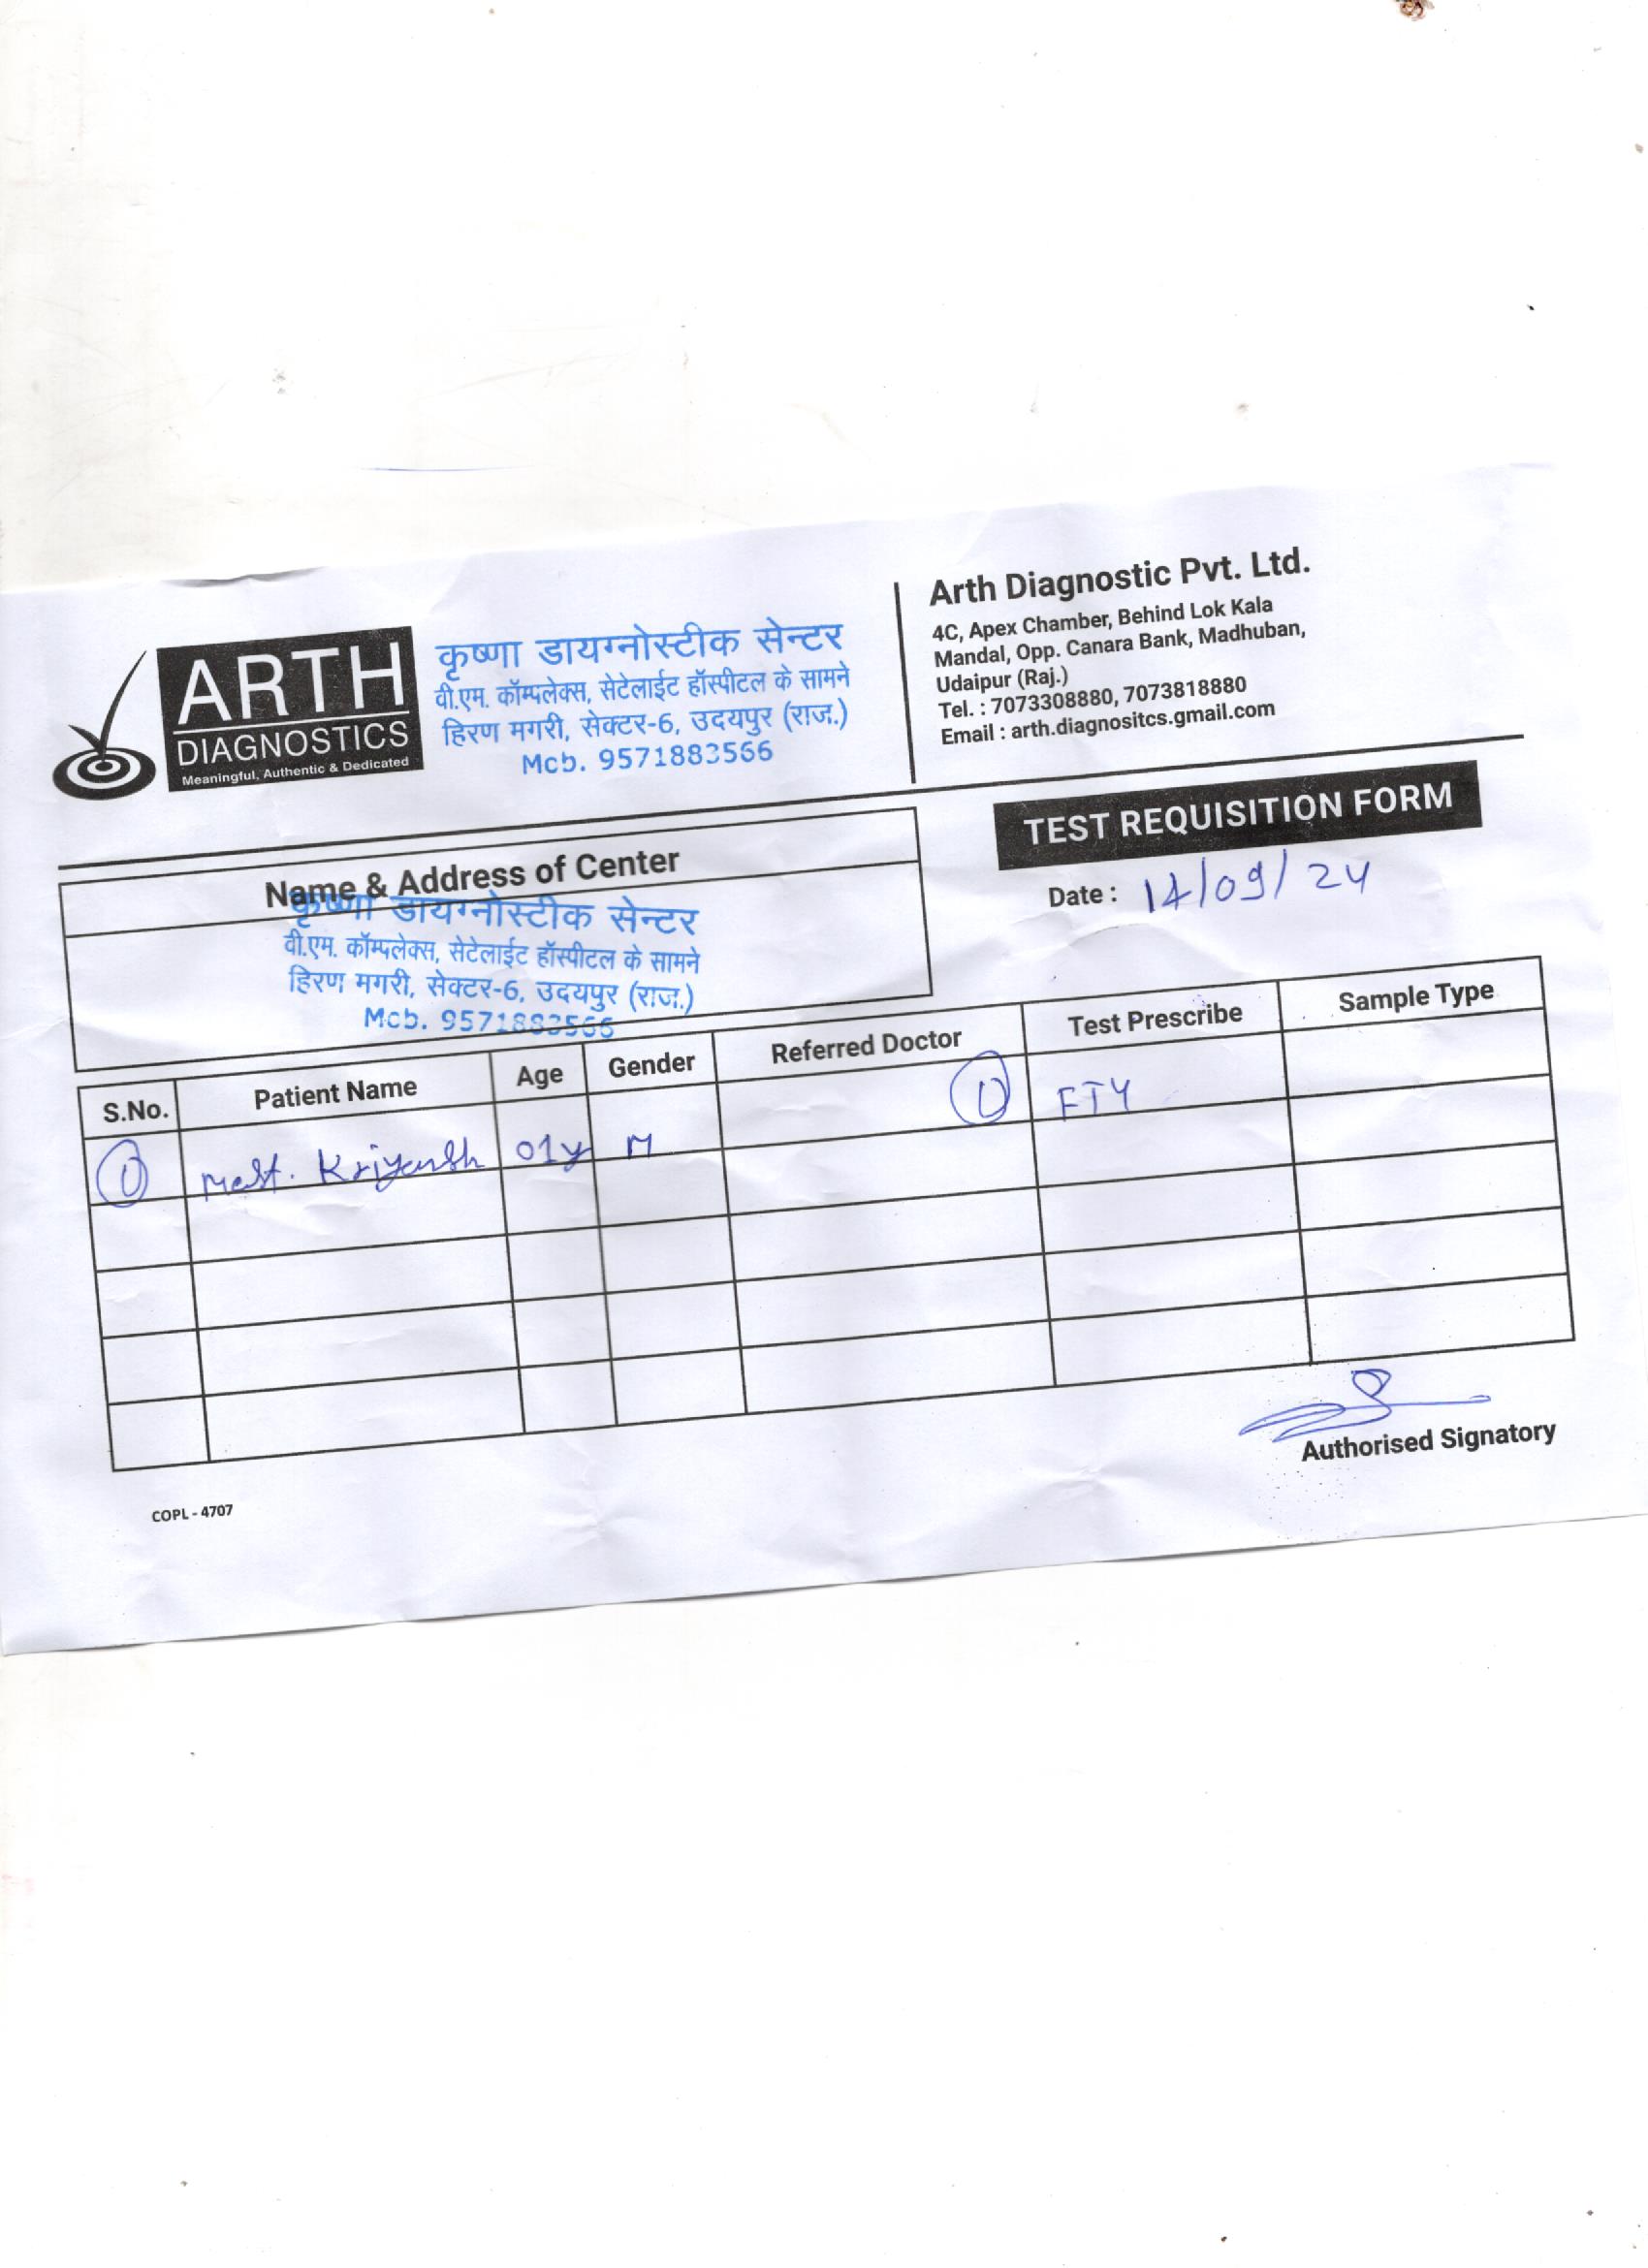 ARTH
DIAGNOSTICS
Meaningful, Authentic & Dedicated
कृष्णा डायग्नोस्टीक सेन्टर
वी.एम. कॉम्पलेक्स, सेटेलाईट हॉस्पीटल के सामने
हिरण मगरी, सेक्टर-6, उदयपुर (राज.)
Mob. 9571883566
Arth Diagnostic Pvt. Ltd.
4C, Apex Chamber, Behind Lok Kala
Mandal, Opp. Canara Bank, Madhuban,
Udaipur (Raj.)
Tel. : 7073308880, 7073818880
Email : arth.diagnositcs.gmail.com
TEST REQUISITION FORM
Date : 14/09/24
Name & Address of Center
कृष्णा डायग्नोस्टीक सेन्टर
वी.एम. कॉम्पलेक्स, सेटेलाईट हॉस्पीटल के सामने
हिरण मगरी, सेक्टर-6, उदयपुर (राज.)
Mob. 9571883566
S.No. Patient Name Age Gender Referred Doctor Test Prescribe Sample Type
1 Mast. Kriyansh 01y M 1 FT4
Authorised Signatory
COPL - 4707